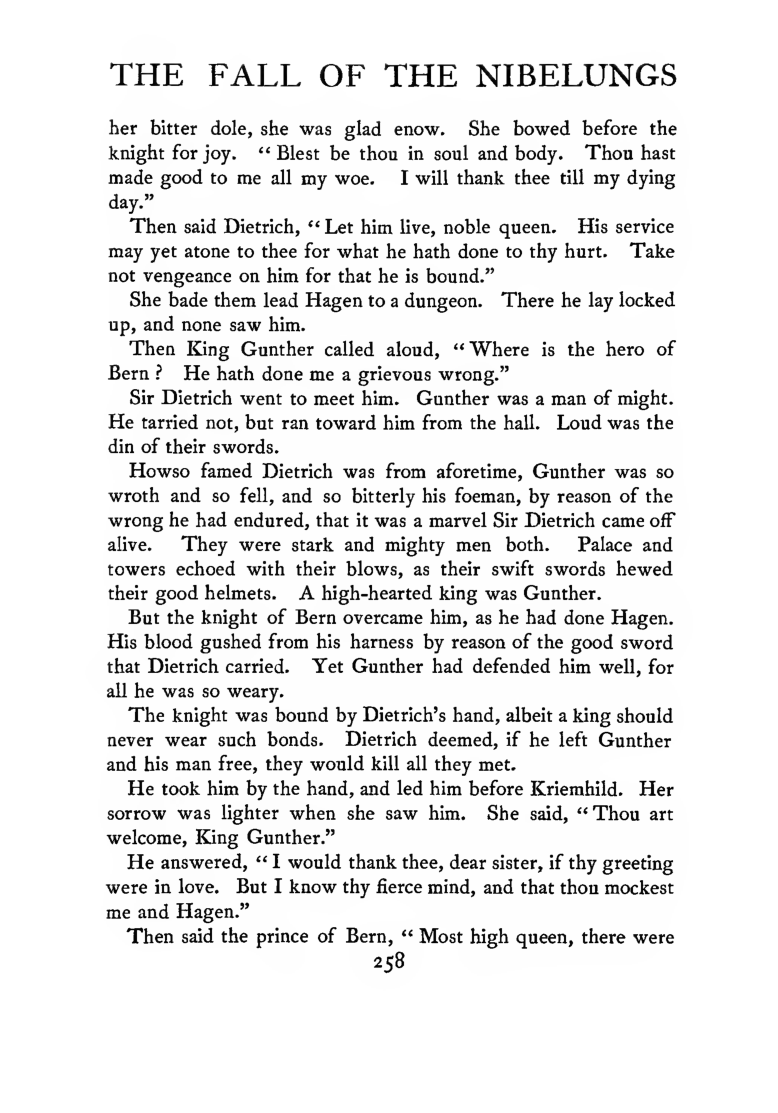 THE FALL OF THE NIBELUNGS
her bitter dole, she was glad enow. She bowed before the
knight for joy. “Blest be thou in soul and body. Thou hast
made good to me all my woe. I will thank thee till my dying
day.”
Then said Dietrich, “Let him live, noble queen. His service
may yet atone to thee for what he hath done to thy hurt. Take
not vengeance on him for that he is bound.”
She bade them lead Hagen to a dungeon. There he lay locked
up, and none saw him.
Then King Gunther called aloud, “Where is the hero of
Bern? He hath done me a grievous wrong.”
Sir Dietrich went to meet him. Gunther was a man of might.
He tarried not, but ran toward him from the hall. Loud was the
din of their swords.
Howso famed Dietrich was from aforetime, Gunther was so
wroth and so fell, and so bitterly his foeman, by reason of the
wrong he had endured, that it was a marvel Sir Dietrich came off
alive. They were stark and mighty men both. Palace and
towers echoed with their blows, as their swift swords hewed
their good helmets. A high-hearted king was Gunther.
But the knight of Bern overcame him, as he had done Hagen.
His blood gushed from his harness by reason of the good sword
that Dietrich carried. Yet Gunther had defended him well, for
all he was so weary.
The knight was bound by Dietrich’s hand, albeit a king should
never wear such bonds. Dietrich deemed, if he left Gunther
and his man free, they would kill all they met.
He took him by the hand, and led him before Kriemhild. Her
sorrow was lighter when she saw him. She said, “Thou art
welcome, King Gunther.”
He answered, “I would thank thee, dear sister, if thy greeting
were in love. But I know thy fierce mind, and that thou mockest
me and Hagen.”
Then said the prince of Bern, “Most high queen, there were
258